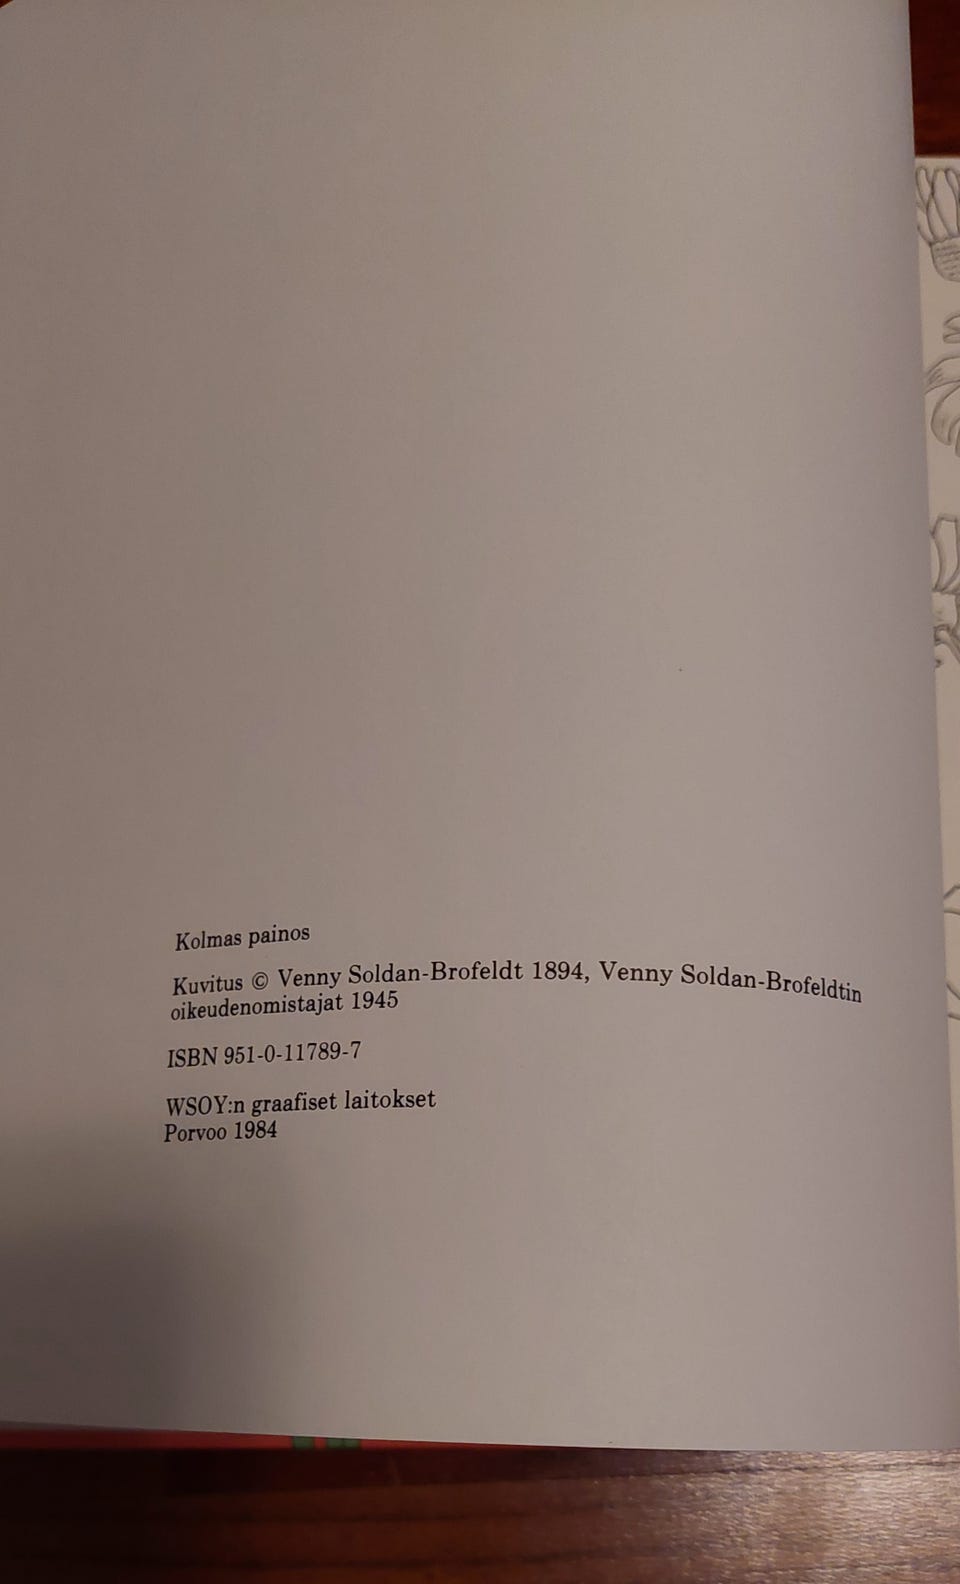 Kolmas painos
Kuvitus © Venny Soldan-Brofeldt 1894, Venny Soldan-Brofeldtin
oikeudenomistajat 1945
ISBN 951-0-11789-7
WSOY:n graafiset laitokset
Porvoo 1984